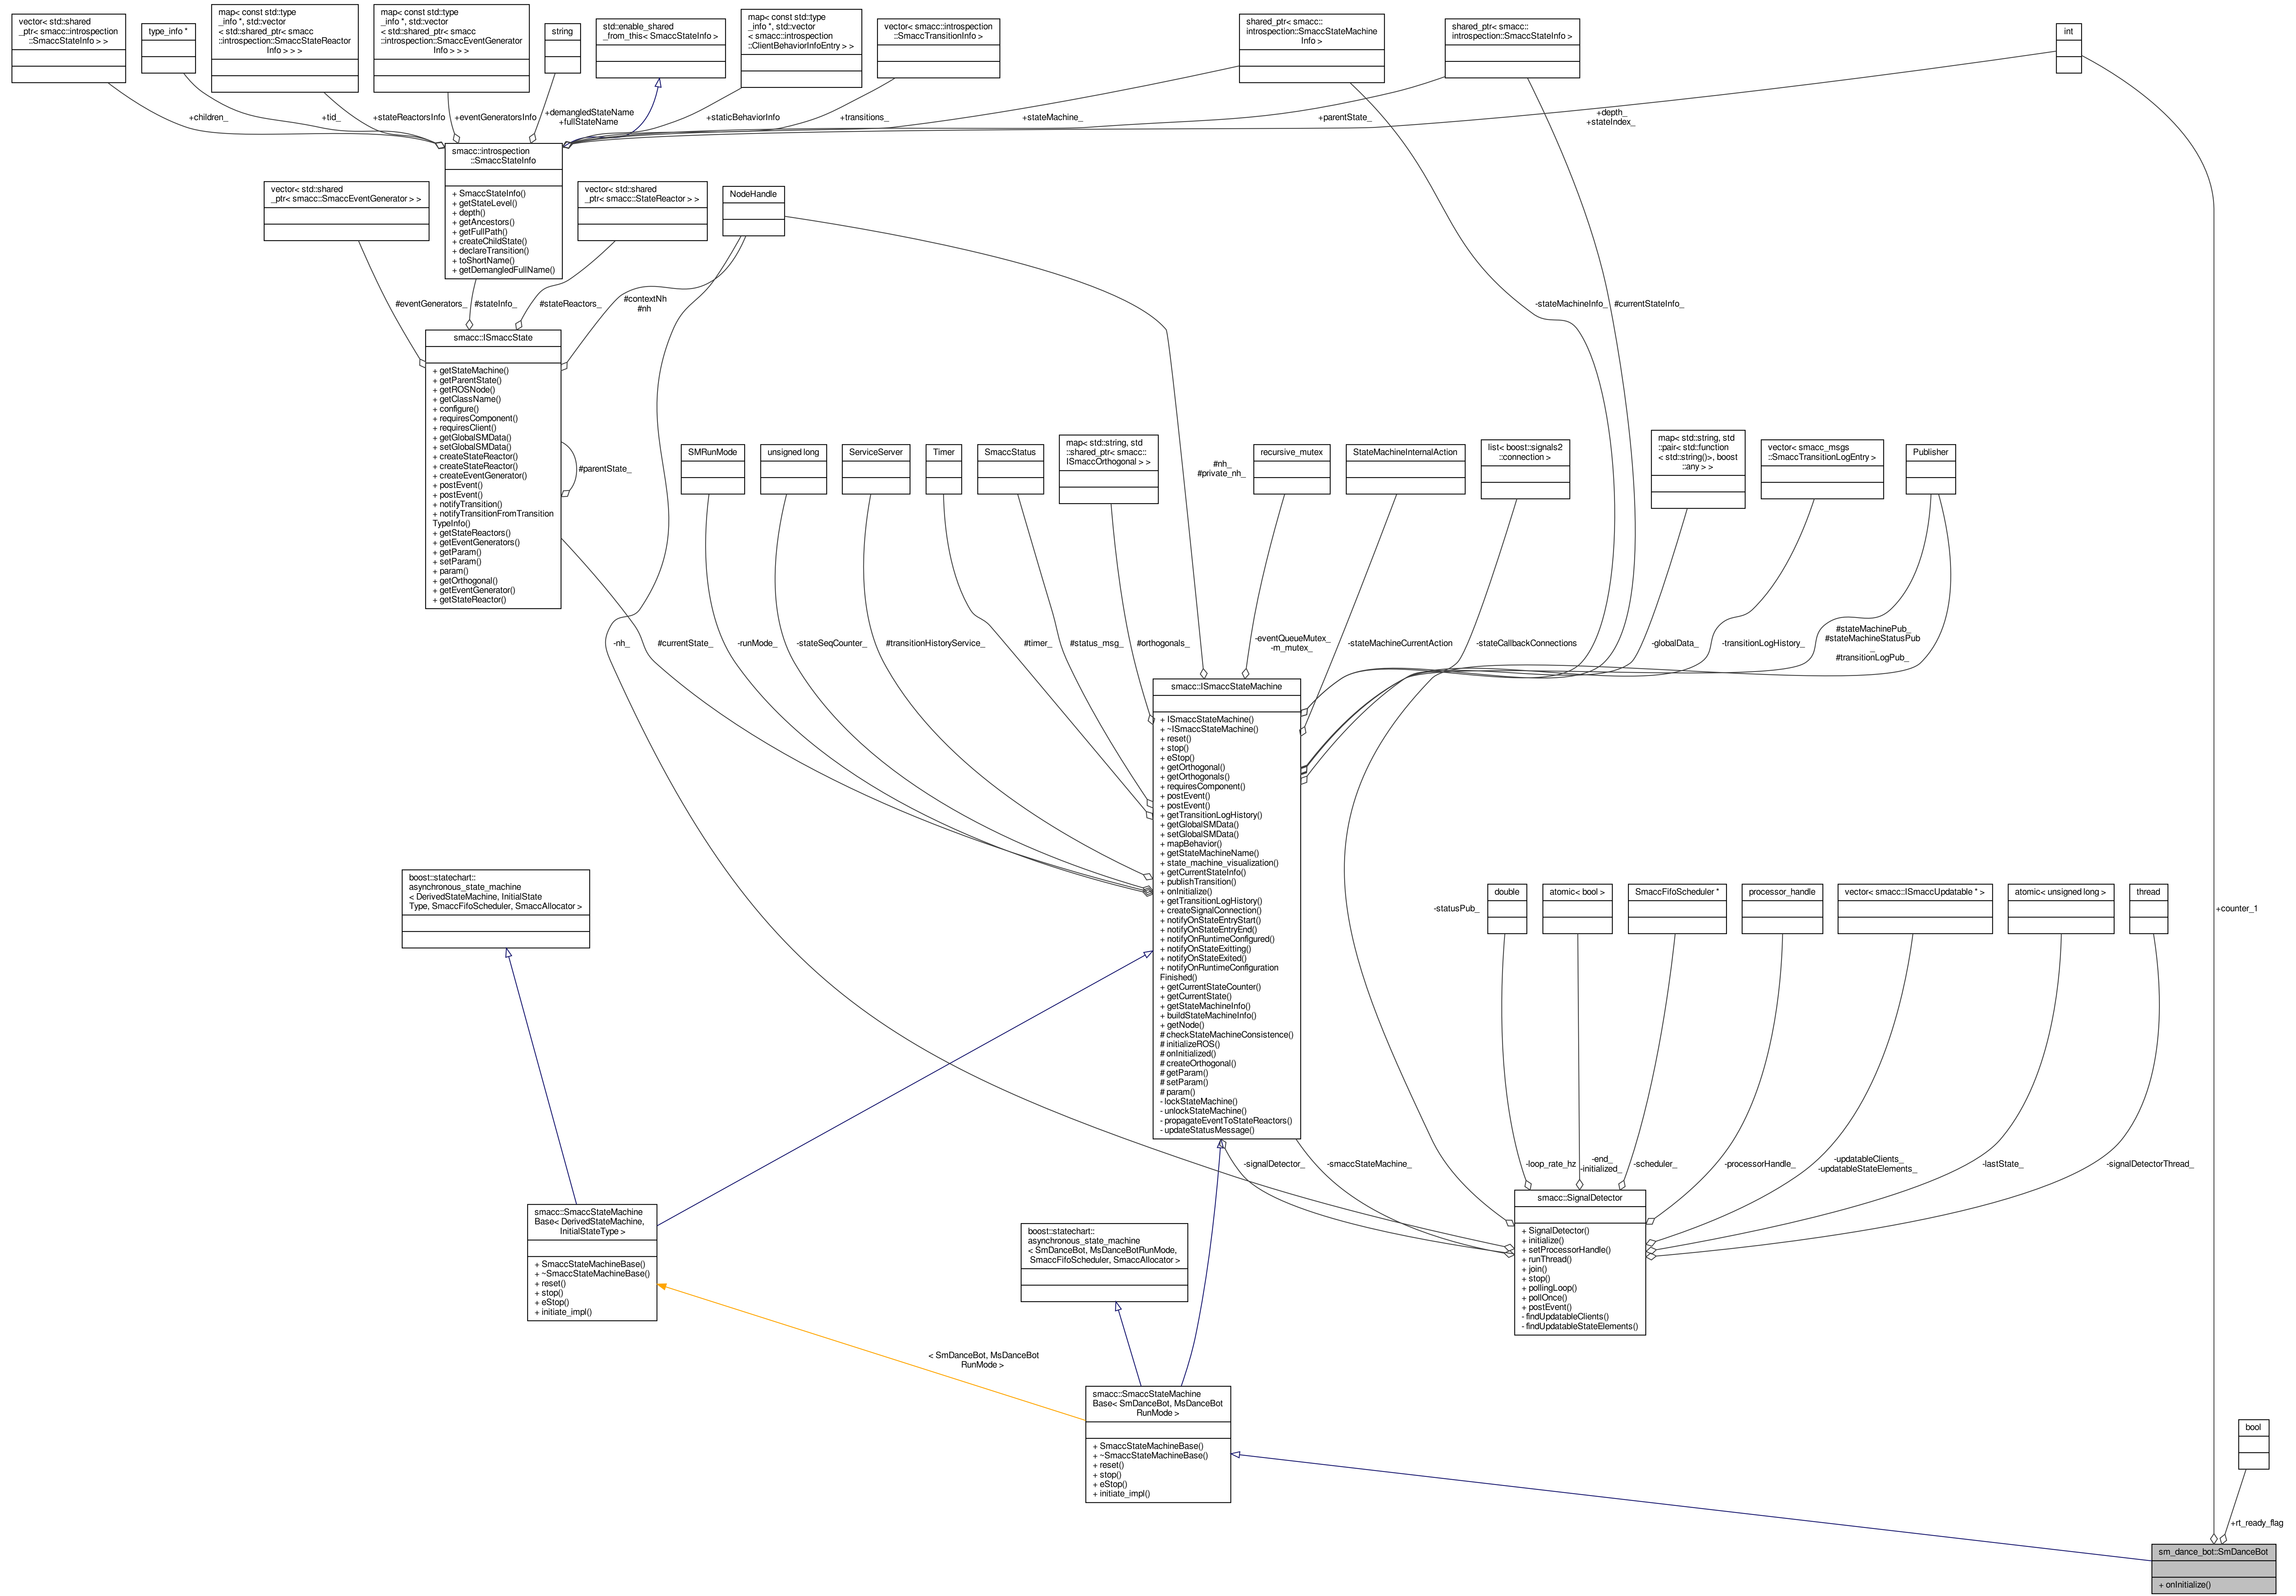 vector< std::shared
_ptr< smacc::introspection
::SmaccStateInfo > >
type_info *
map< const std::type
_info *, std::vector
< std::shared_ptr< smacc
::introspection::SmaccStateReactor
Info > > >
map< const std::type
_info *, std::vector
< std::shared_ptr< smacc
::introspection::SmaccEventGenerator
Info > > >
string
std::enable_shared
_from_this< SmaccStateInfo >
map< const std::type
_info *, std::vector
< smacc::introspection
::ClientBehaviorInfoEntry > >
vector< smacc::introspection
::SmaccTransitionInfo >
shared_ptr< smacc::
introspection::SmaccStateMachine
Info >
shared_ptr< smacc::
introspection::SmaccStateInfo >
int
+children_
+tid_
+stateReactorsInfo
+eventGeneratorsInfo
+demangledStateName
+fullStateName
+staticBehaviorInfo
+transitions_
+stateMachine_
+parentState_
+depth_
+stateIndex_
smacc::introspection
::SmaccStateInfo
+ SmaccStateInfo()
+ getStateLevel()
+ depth()
+ getAncestors()
+ getFullPath()
+ createChildState()
+ declareTransition()
+ toShortName()
+ getDemangledFullName()
vector< std::shared
_ptr< smacc::SmaccEventGenerator > >
vector< std::shared
_ptr< smacc::StateReactor > >
NodeHandle
#eventGenerators_
#stateInfo_
#stateReactors_
#contextNh
#nh
-stateMachineInfo_
#currentStateInfo_
smacc::ISmaccState
+ getStateMachine()
+ getParentState()
+ getROSNode()
+ getClassName()
+ configure()
+ requiresComponent()
+ requiresClient()
+ getGlobalSMData()
+ setGlobalSMData()
+ createStateReactor()
+ createStateReactor()
+ createEventGenerator()
+ postEvent()
+ postEvent()
+ notifyTransition()
+ notifyTransitionFromTransition
TypeInfo()
+ getStateReactors()
+ getEventGenerators()
+ getParam()
+ setParam()
+ param()
+ getOrthogonal()
+ getEventGenerator()
+ getStateReactor()
#parentState_
SMRunMode
unsigned long
ServiceServer
Timer
SmaccStatus
map< std::string, std
::shared_ptr< smacc::
ISmaccOrthogonal > >
#nh_
#private_nh_
recursive_mutex
StateMachineInternalAction
list< boost::signals2
::connection >
map< std::string, std
::pair< std::function
< std::string()>, boost
::any > >
vector< smacc_msgs
::SmaccTransitionLogEntry >
Publisher
-nh_
#currentState_
-runMode_
-stateSeqCounter_
#transitionHistoryService_
#timer_
#status_msg_
#orthogonals_
-eventQueueMutex_
-m_mutex_
-stateMachineCurrentAction
-stateCallbackConnections
-globalData_
-transitionLogHistory_
#stateMachinePub_
#stateMachineStatusPub
_
#transitionLogPub_
smacc::ISmaccStateMachine
+ ISmaccStateMachine()
+ ~ISmaccStateMachine()
+ reset()
+ stop()
+ eStop()
+ getOrthogonal()
+ getOrthogonals()
+ requiresComponent()
+ postEvent()
+ postEvent()
+ getTransitionLogHistory()
+ getGlobalSMData()
+ setGlobalSMData()
+ mapBehavior()
+ getStateMachineName()
+ state_machine_visualization()
+ getCurrentStateInfo()
+ publishTransition()
+ onInitialize()
+ getTransitionLogHistory()
+ createSignalConnection()
+ notifyOnStateEntryStart()
+ notifyOnStateEntryEnd()
+ notifyOnRuntimeConfigured()
+ notifyOnStateExitting()
+ notifyOnStateExited()
+ notifyOnRuntimeConfiguration
Finished()
+ getCurrentStateCounter()
+ getCurrentState()
+ getStateMachineInfo()
+ buildStateMachineInfo()
+ getNode()
# checkStateMachineConsistence()
# initializeROS()
# onInitialized()
# createOrthogonal()
# getParam()
# setParam()
# param()
- lockStateMachine()
- unlockStateMachine()
- propagateEventToStateReactors()
- updateStatusMessage()
boost::statechart::
asynchronous_state_machine
< DerivedStateMachine, InitialState
Type, SmaccFifoScheduler, SmaccAllocator >
-statusPub_
double
atomic< bool >
SmaccFifoScheduler *
processor_handle
vector< smacc::ISmaccUpdatable * >
atomic< unsigned long >
thread
+counter_1
-signalDetector_
-smaccStateMachine_
-loop_rate_hz
-end_
-initialized_
-scheduler_
-processorHandle_
-updatableClients_
-updatableStateElements_
-lastState_
-signalDetectorThread_
smacc::SignalDetector
+ SignalDetector()
+ initialize()
+ setProcessorHandle()
+ runThread()
+ join()
+ stop()
+ pollingLoop()
+ pollOnce()
+ postEvent()
- findUpdatableClients()
- findUpdatableStateElements()
smacc::SmaccStateMachine
Base< DerivedStateMachine,
InitialStateType >
+ SmaccStateMachineBase()
+ ~SmaccStateMachineBase()
+ reset()
+ stop()
+ eStop()
+ initiate_impl()
boost::statechart::
asynchronous_state_machine
< SmDanceBot, MsDanceBotRunMode,
SmaccFifoScheduler, SmaccAllocator >
< SmDanceBot, MsDanceBot
RunMode >
smacc::SmaccStateMachine
Base< SmDanceBot, MsDanceBot
RunMode >
+ SmaccStateMachineBase()
+ ~SmaccStateMachineBase()
+ reset()
+ stop()
+ eStop()
+ initiate_impl()
bool
+rt_ready_flag
sm_dance_bot::SmDanceBot
+ onInitialize()